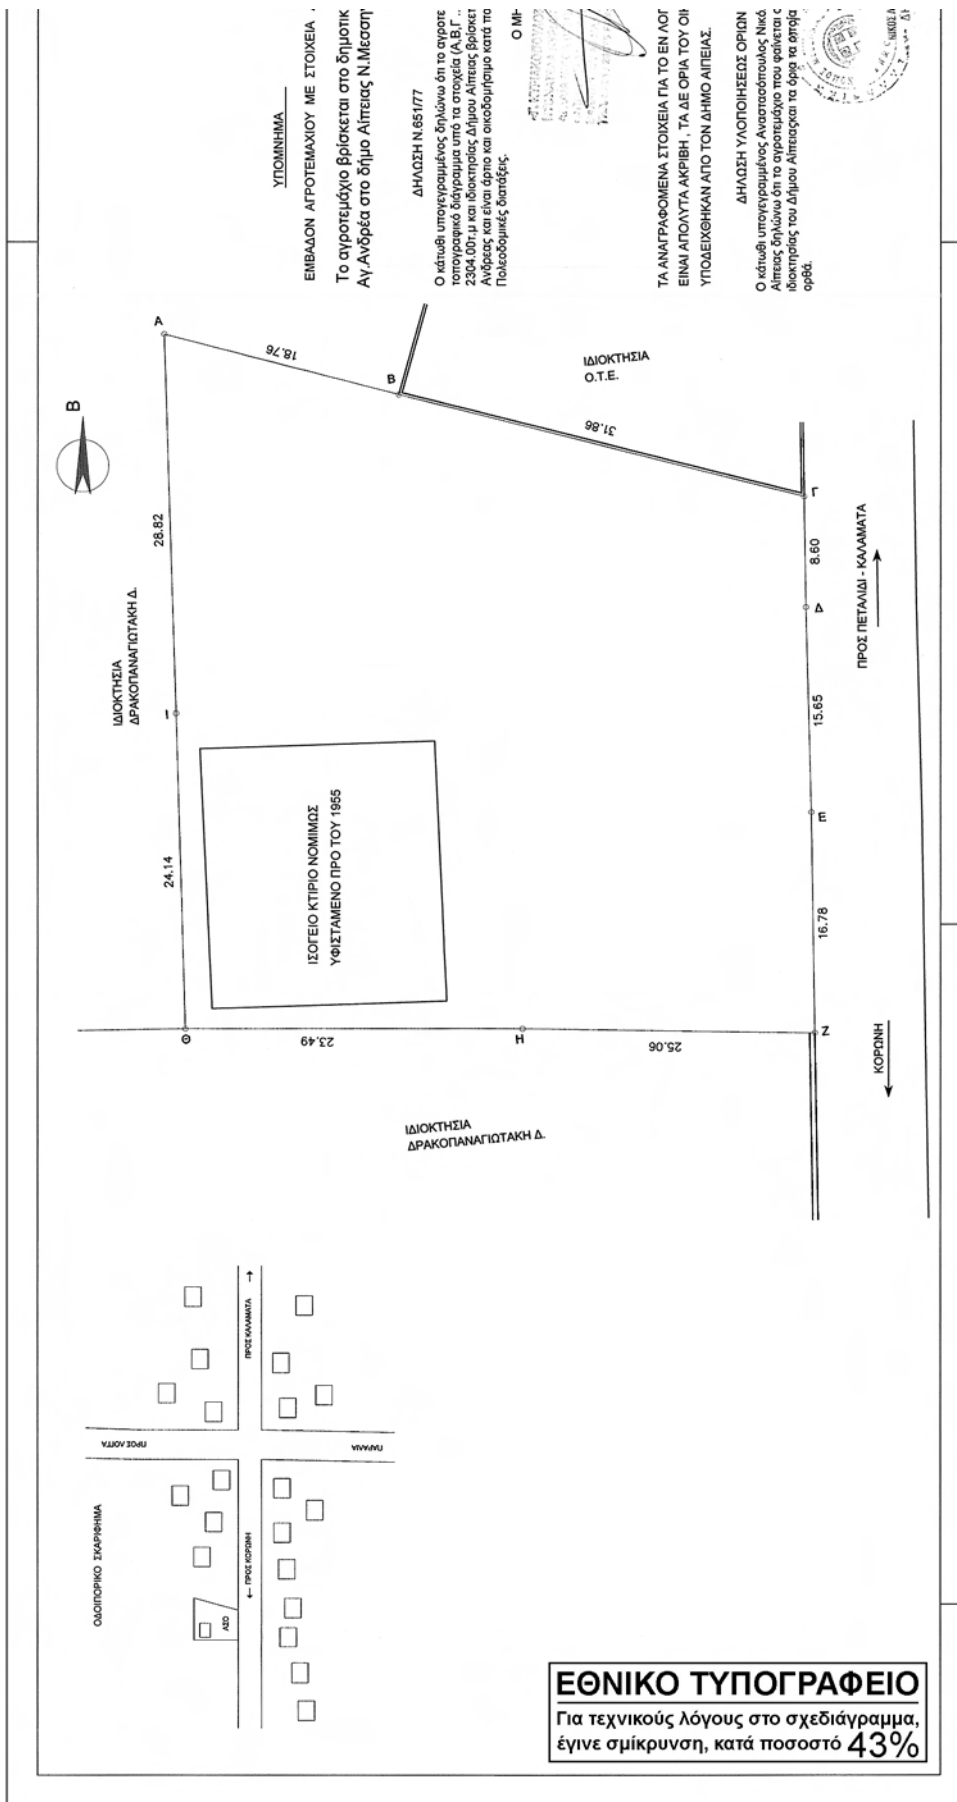 ΥΠΟΜΝΗΜΑ
ΕΜΒΑΔΟΝ ΑΓΡΟΤΕΜΑΧΙΟΥ ΜΕ ΣΤΟΙΧΕΙΑ
Το αγροτεμάχιο βρίσκεται στο δημοτικ
Αγ.Ανδρέα στο δήμο Αίπειας Ν.Μεσση
ΔΗΛΩΣΗ Ν.651/77
Ο κάτωθι υπογεγραμμένος δηλώνω ότι το αγροτε
τοπογραφικό διάγραμμα υπό τα στοιχεία (Α,Β,Γ ..
2304.00τ.μ και ιδιοκτησίας Δήμου Αίπειας βρίσκετ
Ανδρέας και είναι άρτιο και οικοδομήσιμο κατά πα
Πολεοδομικές διατάξεις.
Ο ΜΗ
ΤΑ ΑΝΑΓΡΑΦΟΜΕΝΑ ΣΤΟΙΧΕΙΑ ΓΙΑ ΤΟ ΕΝ ΛΟΓ
ΕΙΝΑΙ ΑΠΟΛΥΤΑ ΑΚΡΙΒΗ , ΤΑ ΔΕ ΟΡΙΑ ΤΟΥ ΟΙΚ
ΥΠΟΔΕΙΧΘΗΚΑΝ ΑΠΟ ΤΟΝ ΔΗΜΟ ΑΙΠΕΙΑΣ.
ΔΗΛΩΣΗ ΥΛΟΠΟΙΗΣΕΩΣ ΟΡΙΩΝ
Ο κάτωθι υπογεγραμμένος Αναστασόπουλος Νικό
Αίπειας δηλώνω ότι το αγροτεμάχιο που φαίνεται σ
ιδιοκτησίας του Δήμου Αίπειας και τα όρια τα οποία
ορθά.
Β
Α
18.76
Β
31.86
ΙΔΙΟΚΤΗΣΙΑ
Ο.Τ.Ε.
Γ
8.60
Δ
15.65
Ε
16.78
Ζ
25.06
Η
23.49
Θ
24.14
Ι
28.82
ΙΔΙΟΚΤΗΣΙΑ
ΔΡΑΚΟΠΑΝΑΓΙΩΤΑΚΗ Δ.
ΙΣΟΓΕΙΟ ΚΤΙΡΙΟ ΝΟΜΙΜΩΣ
ΥΦΙΣΤΑΜΕΝΟ ΠΡΟ ΤΟΥ 1955
ΠΡΟΣ ΠΕΤΑΛΙΔΙ - ΚΑΛΑΜΑΤΑ
ΚΟΡΩΝΗ
ΙΔΙΟΚΤΗΣΙΑ
ΔΡΑΚΟΠΑΝΑΓΙΩΤΑΚΗ Δ.
ΟΔΟΙΠΟΡΙΚΟ ΣΚΑΡΙΦΗΜΑ
ΠΡΟΣ ΛΟΓΓΑ
ΠΡΟΣ ΚΑΛΑΜΑΤΑ →
ΠΑΡΑΛΙΑ
← ΠΡΟΣ ΚΟΡΩΝΗ
ΑΣΟ
ΕΘΝΙΚΟ ΤΥΠΟΓΡΑΦΕΙΟ
Για τεχνικούς λόγους στο σχεδιάγραμμα,
έγινε σμίκρυνση, κατά ποσοστό 43%